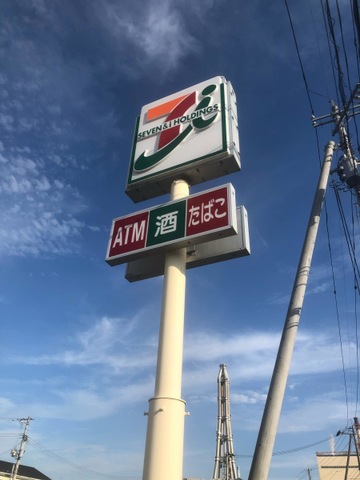 SEVEN & i HOLDINGS
ATM 酒 たばこ